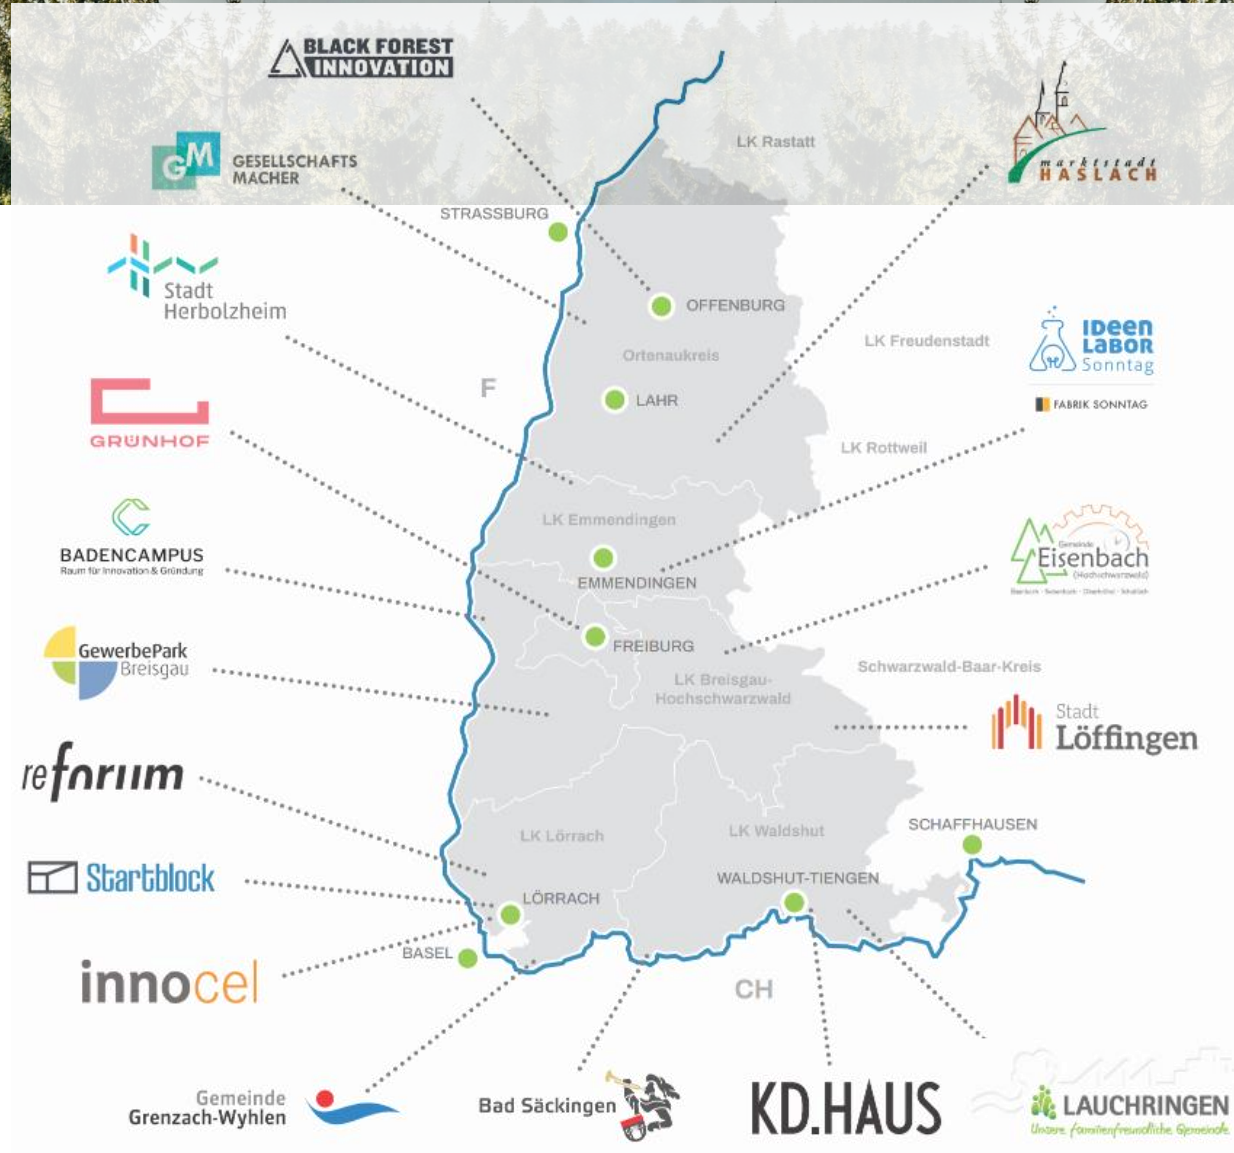 BLACK FOREST
INNOVATION
GM
GESELLSCHAFTS
MACHER
LK Rastatt
marktstadt
HASLACH
STRASSBURG
Stadt
Herbolzheim
OFFENBURG
Ortenaukreis
LK Freudenstadt
IDEEN
LABOR
Sonntag
FABRIK SONNTAG
F
LAHR
GRÜNHOF
LK Rottweil
LK Emmendingen
BADENCAMPUS
Raum für Innovation & Gründung
EMMENDINGEN
Gemeinde
Eisenbach
(Hochschwarzwald)
GewerbePark
Breisgau
FREIBURG
LK Breisgau-
Hochschwarzwald
Schwarzwald-Baar-Kreis
Stadt
Löffingen
reforum
LK Lörrach
LK Waldshut
SCHAFFHAUSEN
Startblock
WALDSHUT-TIENGEN
LÖRRACH
BASEL
innocel
CH
Gemeinde
Grenzach-Wyhlen
Bad Säckingen
KD.HAUS
LAUCHRINGEN
Unsere familienfreundliche Gemeinde.